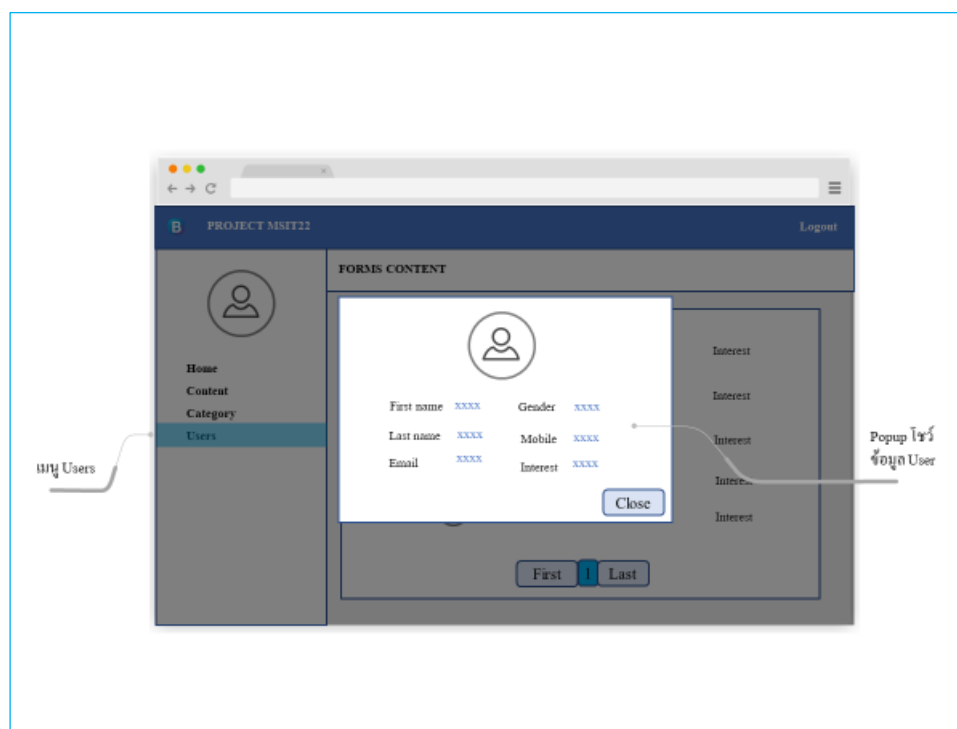 B PROJECT MSIT22 Logout
FORMS CONTENT
Home
Content
Category
Users
เมนู Users
First name xxxx Gender xxxx
Last name xxxx Mobile xxxx
Email xxxx Interest xxxx
Close
Interest
Interest
Interest
Interest
Interest
Popup โชว์
ข้อมูล User
First 1 Last